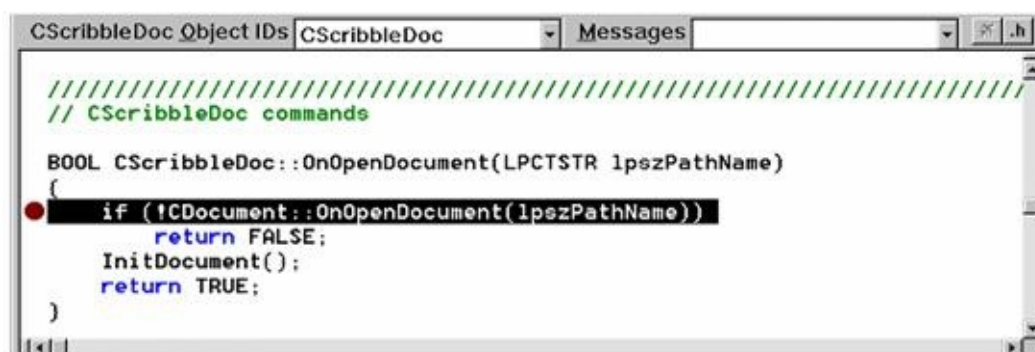 CScribbleDoc Object IDs CScribbleDoc Messages .h
////////////////////////////////////////////////////////////////////////////
// CScribbleDoc commands
BOOL CScribbleDoc::OnOpenDocument(LPCTSTR lpszPathName)
{
if (!CDocument::OnOpenDocument(lpszPathName))
return FALSE;
InitDocument();
return TRUE;
}